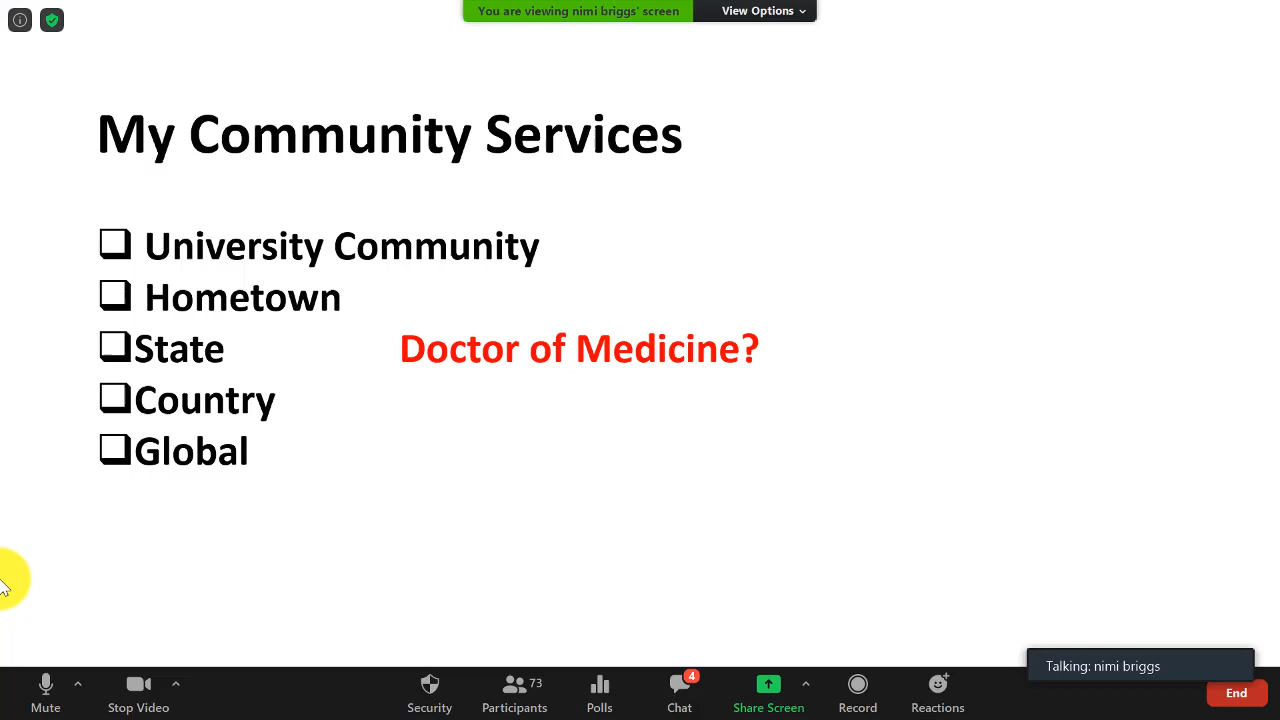 You are viewing nimi briggs' screen
View Options
My Community Services
University Community
Hometown
State
Doctor of Medicine?
Country
Global
Talking: nimi briggs
73
4
Mute
Stop Video
Security
Participants
Polls
Chat
Share Screen
Record
Reactions
End